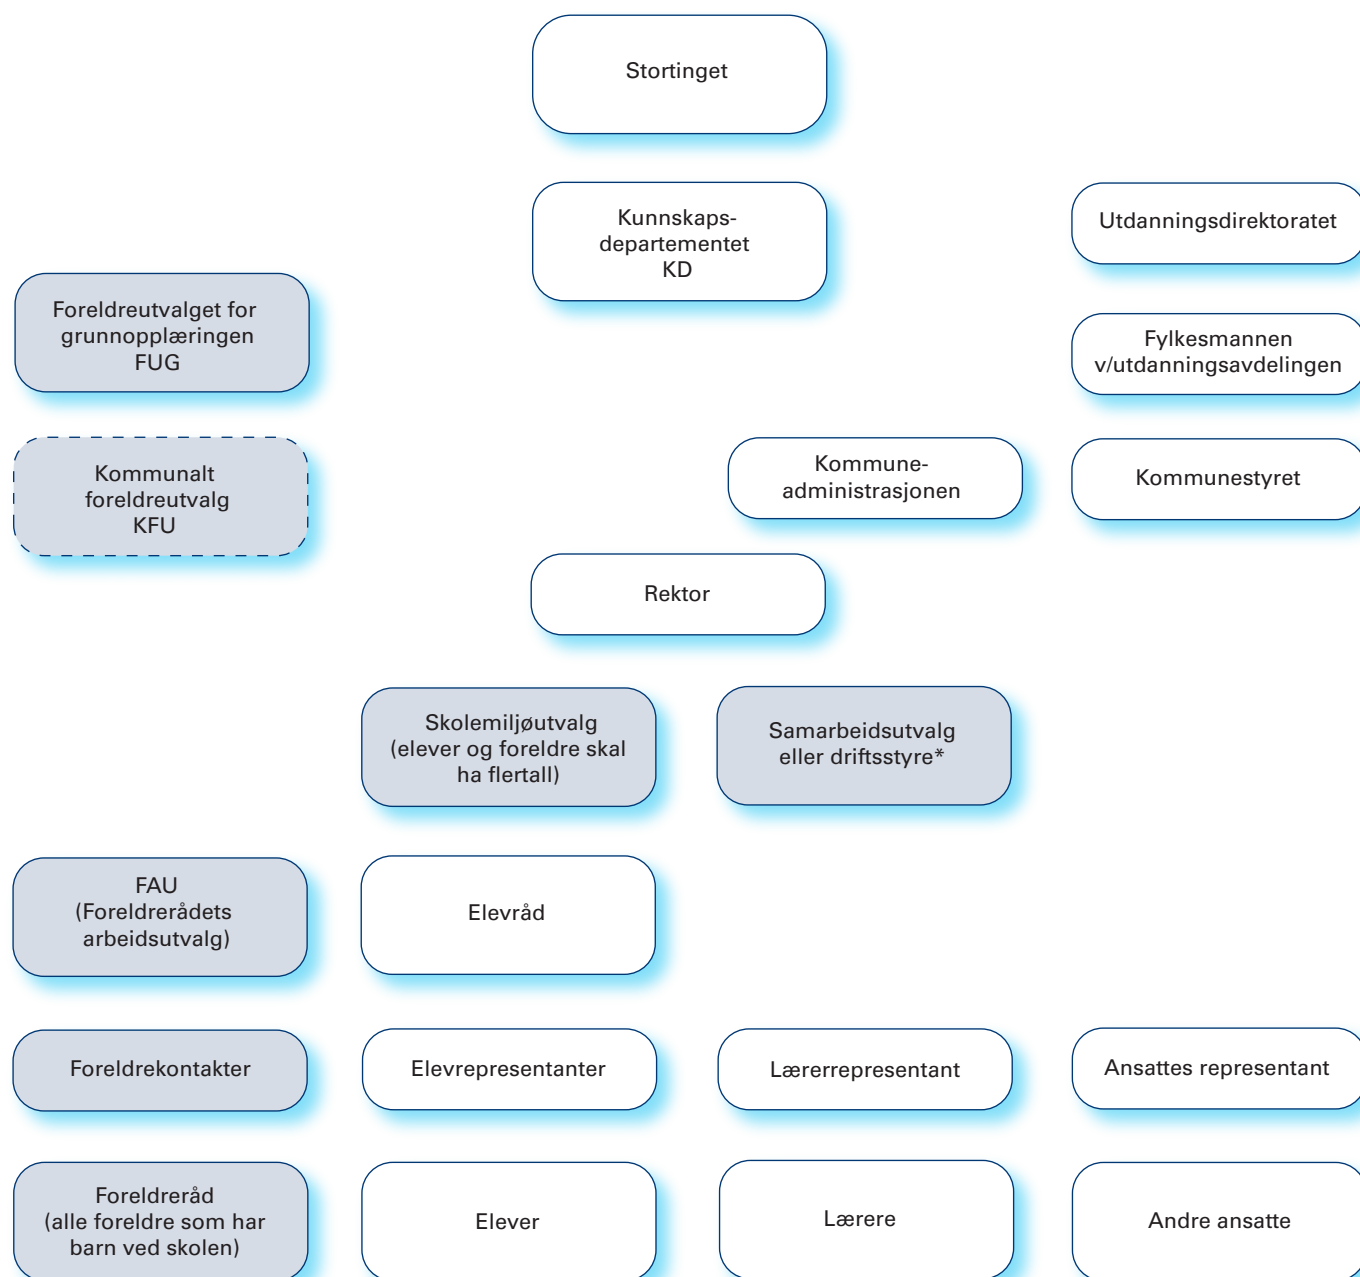 Stortinget
Kunnskaps-
departementet
KD
Utdanningsdirektoratet
Foreldreutvalget for
grunnopplæringen
FUG
Fylkesmannen
v/utdanningsavdelingen
Kommunalt
foreldreutvalg
KFU
Kommune-
administrasjonen
Kommunestyret
Rektor
Skolemiljøutvalg
(elever og foreldre skal
ha flertall)
Samarbeidsutvalg
eller driftsstyre*
FAU
(Foreldrerådets
arbeidsutvalg)
Elevråd
Foreldrekontakter
Elevrepresentanter
Lærerrepresentant
Ansattes representant
Foreldreråd
(alle foreldre som har
barn ved skolen)
Elever
Lærere
Andre ansatte